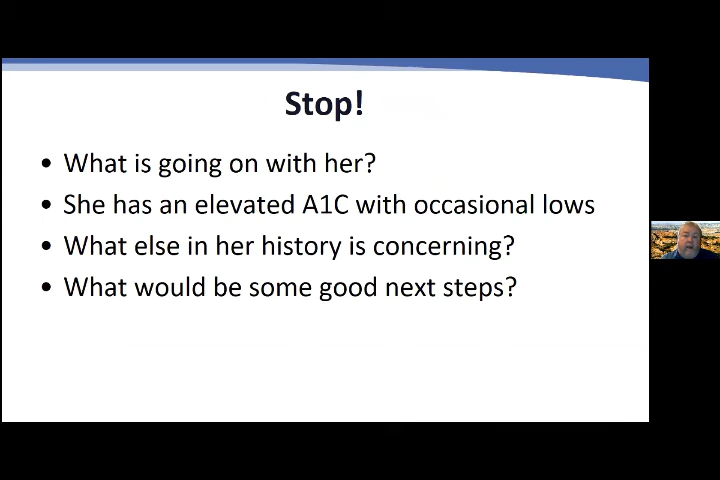 Stop!
• What is going on with her?
• She has an elevated A1C with occasional lows
• What else in her history is concerning?
• What would be some good next steps?